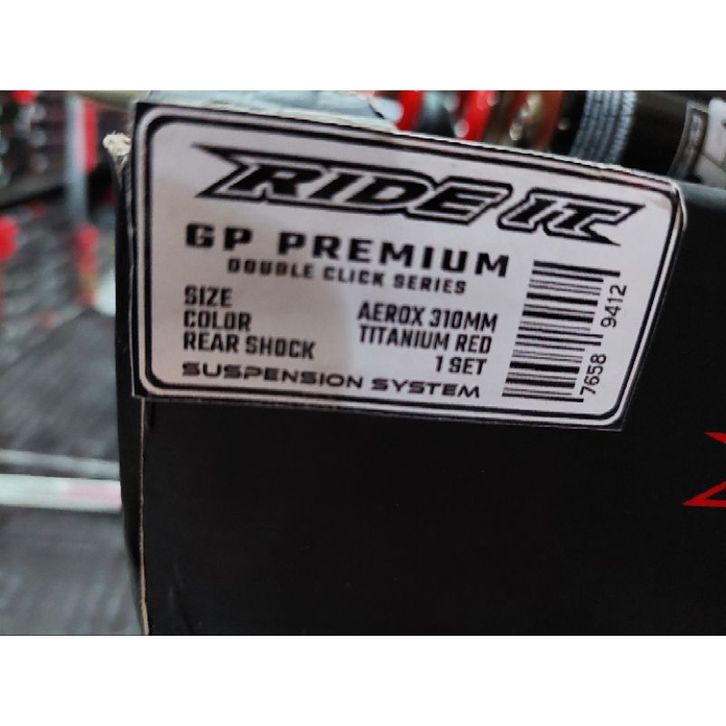 RIDE IT
GP PREMIUM
DOUBLE CLICK SERIES
SIZE AEROX 310MM
COLOR TITANIUM RED
REAR SHOCK 1 SET
SUSPENSION SYSTEM
7658 9412